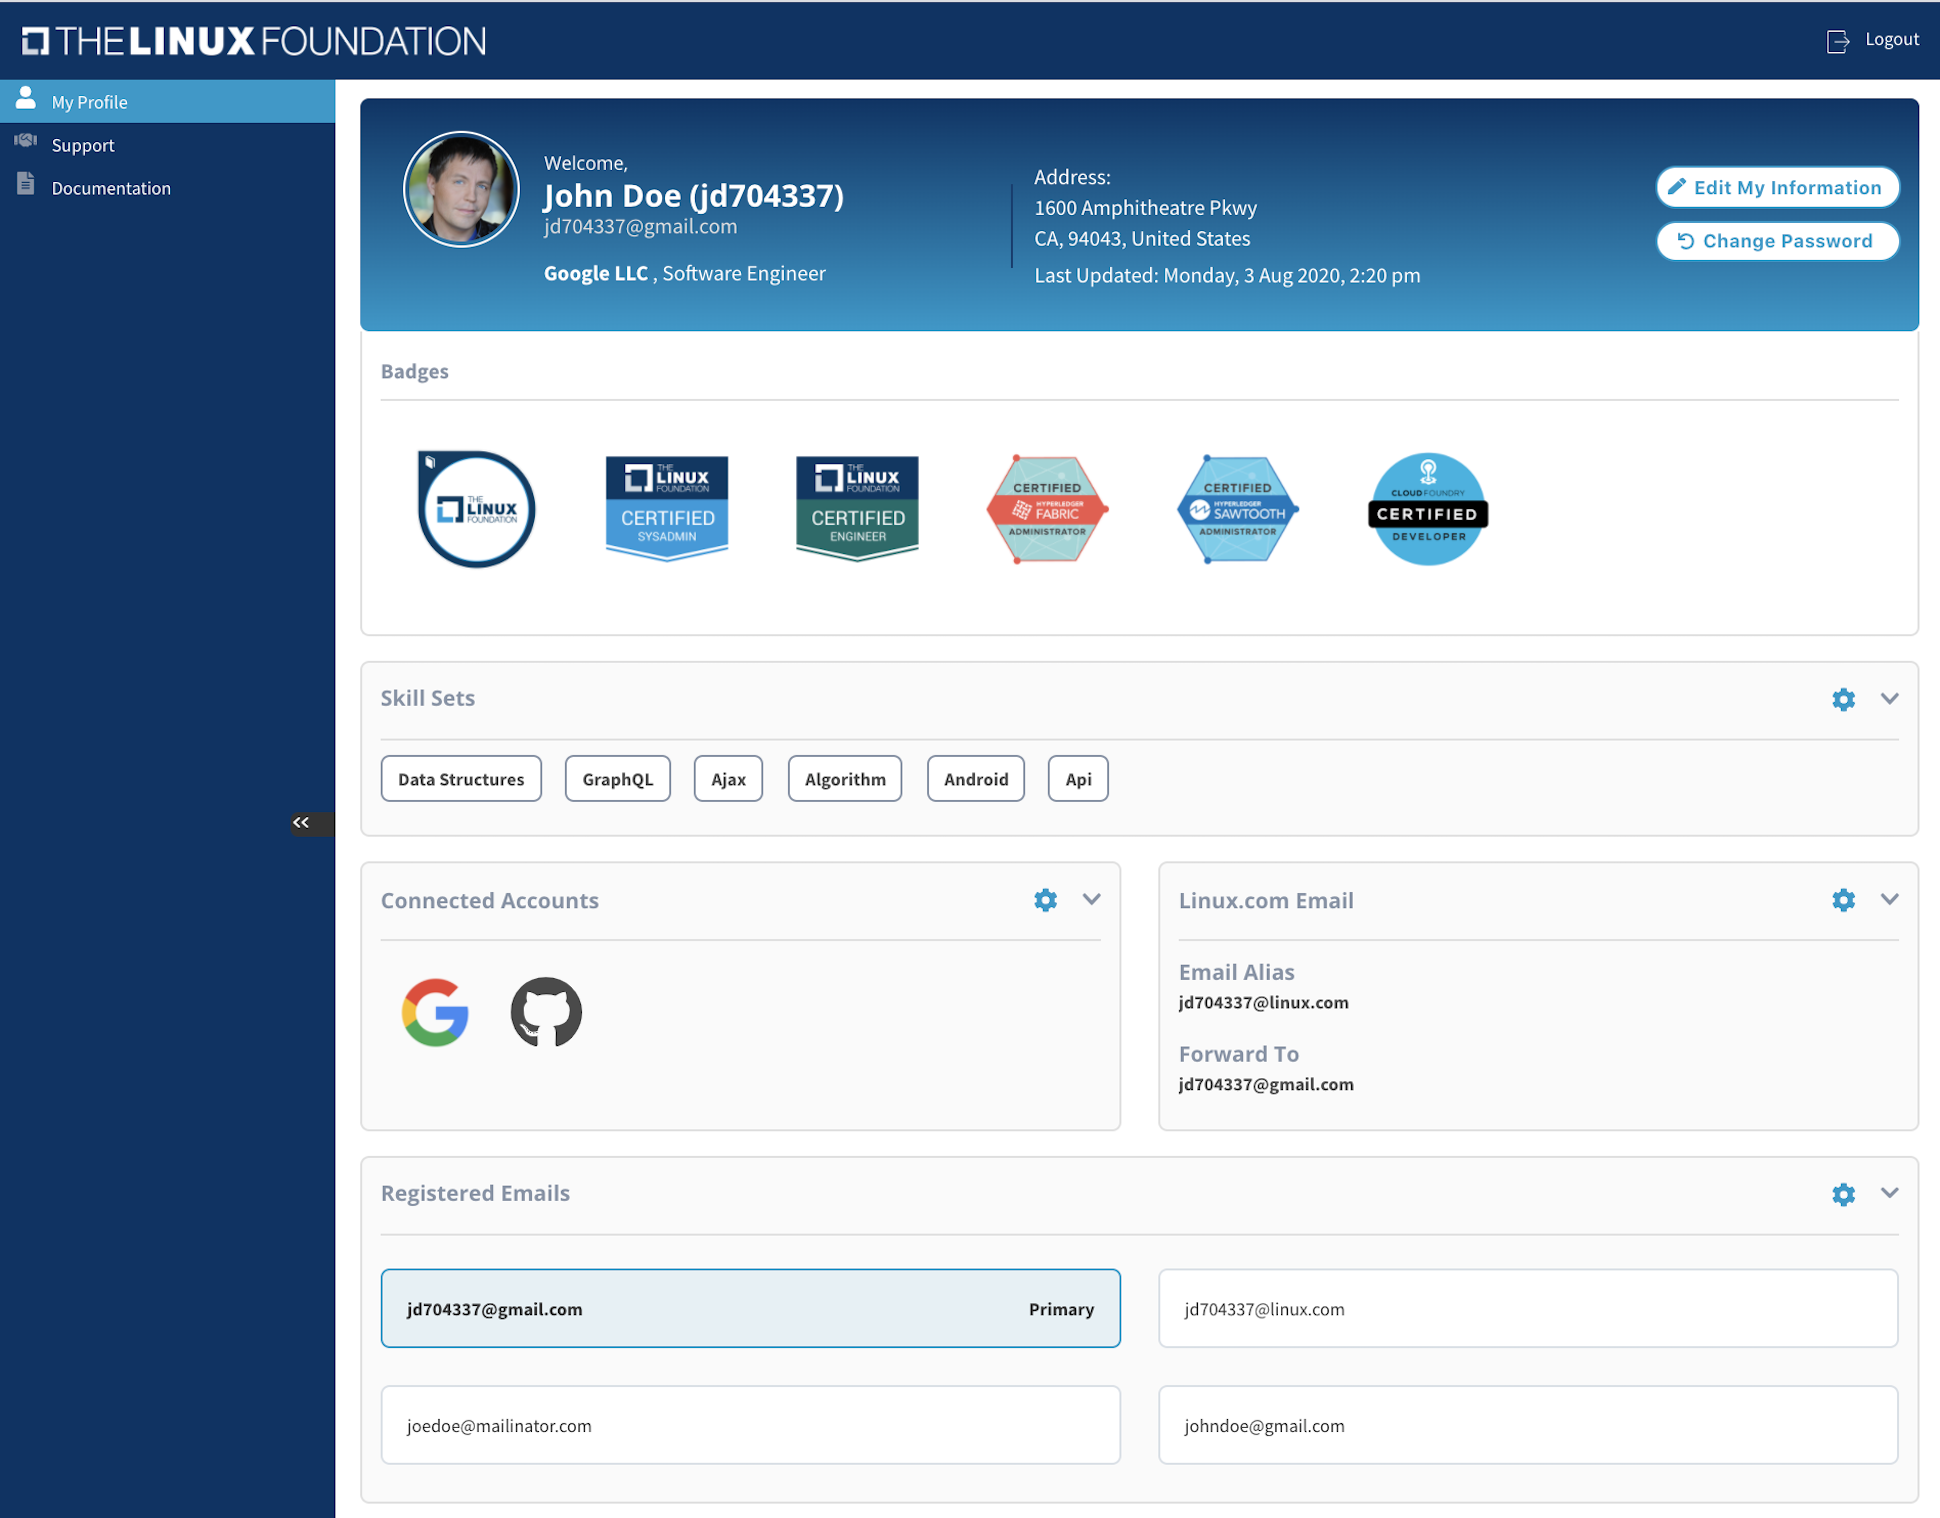 THE LINUX FOUNDATION
Logout
My Profile
Support
Documentation
Welcome,
John Doe (jd704337)
jd704337@gmail.com
Google LLC , Software Engineer
Address:
1600 Amphitheatre Pkwy
CA, 94043, United States
Last Updated: Monday, 3 Aug 2020, 2:20 pm
Edit My Information
Change Password
Badges
THE
LINUX
FOUNDATION
THE
LINUX
FOUNDATION
CERTIFIED
SYSADMIN
THE
LINUX
FOUNDATION
CERTIFIED
ENGINEER
CERTIFIED
HYPERLEDGER
FABRIC
ADMINISTRATOR
CERTIFIED
HYPERLEDGER
SAWTOOTH
ADMINISTRATOR
CLOUD FOUNDRY
CERTIFIED
DEVELOPER
Skill Sets
Data Structures GraphQL Ajax Algorithm Android Api
Connected Accounts
Linux.com Email
Email Alias
jd704337@linux.com
Forward To
jd704337@gmail.com
Registered Emails
jd704337@gmail.com Primary
jd704337@linux.com
joedoe@mailinator.com
johndoe@gmail.com